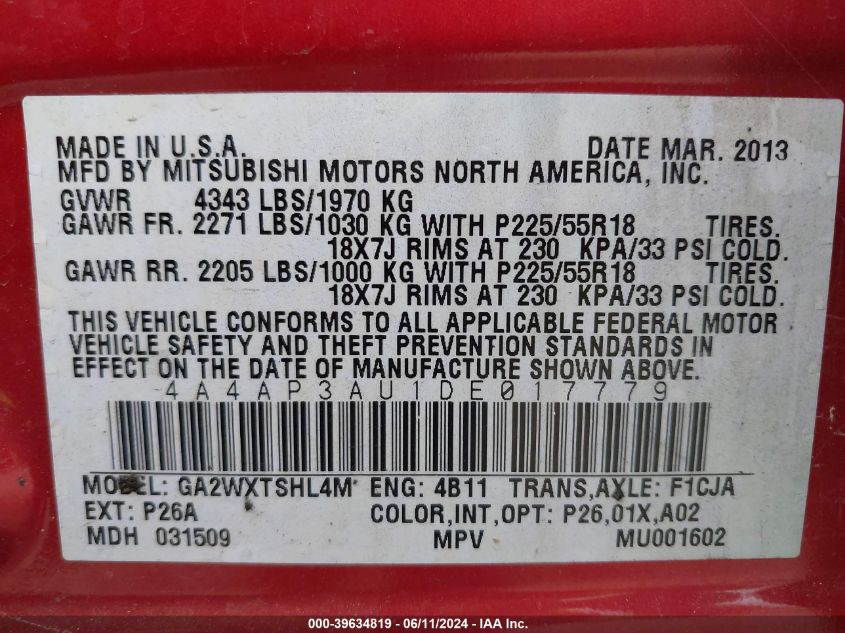 MADE IN U.S.A. DATE MAR. 2013
MFD BY MITSUBISHI MOTORS NORTH AMERICA, INC.
GVWR 4343 LBS/1970 KG
GAWR FR. 2271 LBS/1030 KG WITH P225/55R18 TIRES.
18X7J RIMS AT 230 KPA/33 PSI COLD.
GAWR RR. 2205 LBS/1000 KG WITH P225/55R18 TIRES.
18X7J RIMS AT 230 KPA/33 PSI COLD.
THIS VEHICLE CONFORMS TO ALL APPLICABLE FEDERAL MOTOR
VEHICLE SAFETY AND THEFT PREVENTION STANDARDS IN
EFFECT ON THE DATE OF MANUFACTURE SHOWN ABOVE.
4A4AP3AU1DE017779
MODEL: GA2WXTSHL4M ENG: 4B11 TRANS,AXLE: F1CJA
EXT: P26A COLOR,INT,OPT: P26,01X,A02
MDH 031509 MPV MU001602
000-39634819 - 06/11/2024 - IAA Inc.